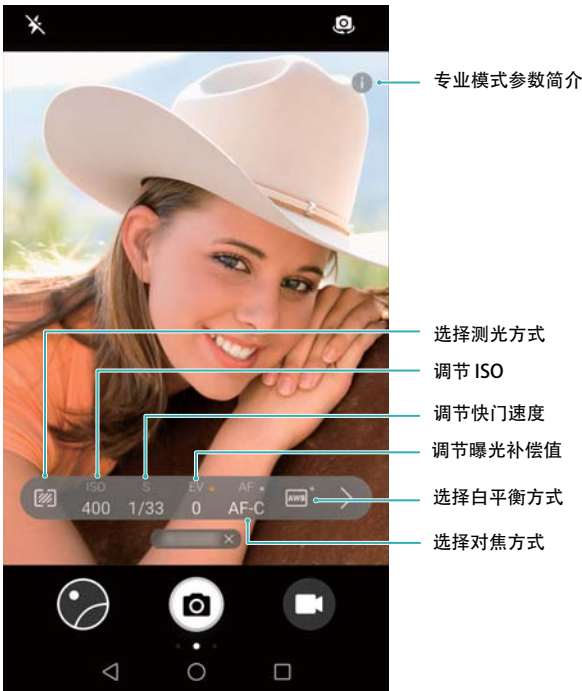 专业模式参数简介
选择测光方式
调节 ISO
调节快门速度
调节曝光补偿值
选择白平衡方式
选择对焦方式
ISO S EV AF
400 1/33 0 AF-C AWB